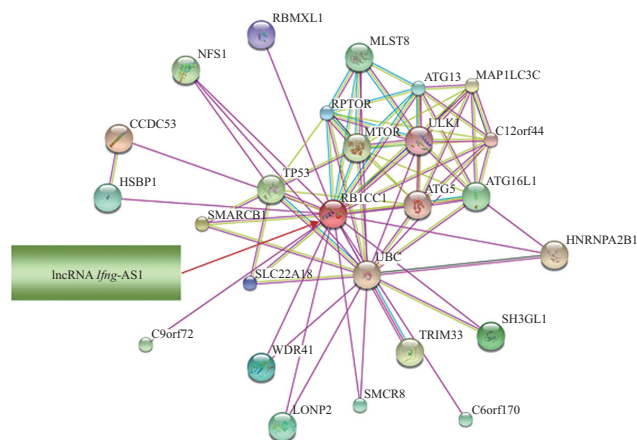 RBMXL1
MLST8
NFS1
ATG13
MAP1LC3C
RPTOR
CCDC53
MTOR
ULK1
C12orf44
TP53
HSBP1
RB1CC1
ATG5
ATG16L1
SMARCB1
HNRNPA2B1
UBC
lncRNA Ifng-AS1
SLC22A18
C9orf72
WDR41
TRIM33
SH3GL1
SMCR8
LONP2
C6orf170